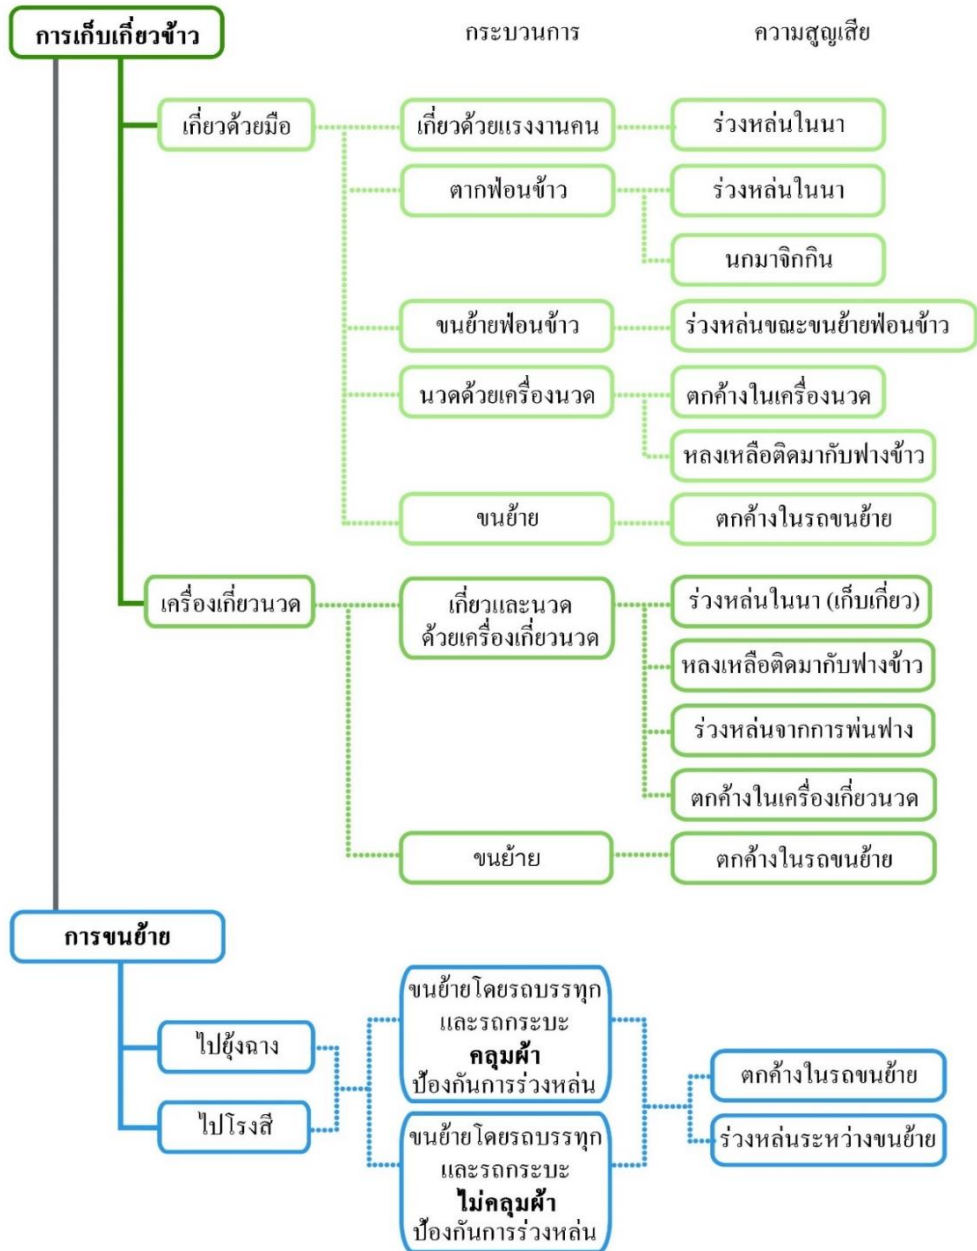 การเก็บเกี่ยวข้าว
กระบวนการ
ความสูญเสีย
เกี่ยวด้วยมือ
เกี่ยวด้วยแรงงานคน
ร่วงหล่นในนา
ตากฟ่อนข้าว
ร่วงหล่นในนา
นกมาจิกกิน
ขนย้ายฟ่อนข้าว
ร่วงหล่นขณะขนย้ายฟ่อนข้าว
นวดด้วยเครื่องนวด
ตกค้างในเครื่องนวด
หลงเหลือติดมากับฟางข้าว
ขนย้าย
ตกค้างในรถขนย้าย
เครื่องเกี่ยวนวด
เกี่ยวและนวด
ด้วยเครื่องเกี่ยวนวด
ร่วงหล่นในนา (เก็บเกี่ยว)
หลงเหลือติดมากับฟางข้าว
ร่วงหล่นจากการพ่นฟาง
ตกค้างในเครื่องเกี่ยวนวด
ขนย้าย
ตกค้างในรถขนย้าย
การขนย้าย
ไปยุ้งฉาง
ไปโรงสี
ขนย้ายโดยรถบรรทุก
และรถกระบะ
คลุมผ้า
ป้องกันการร่วงหล่น
ขนย้ายโดยรถบรรทุก
และรถกระบะ
ไม่คลุมผ้า
ป้องกันการร่วงหล่น
ตกค้างในรถขนย้าย
ร่วงหล่นระหว่างขนย้าย